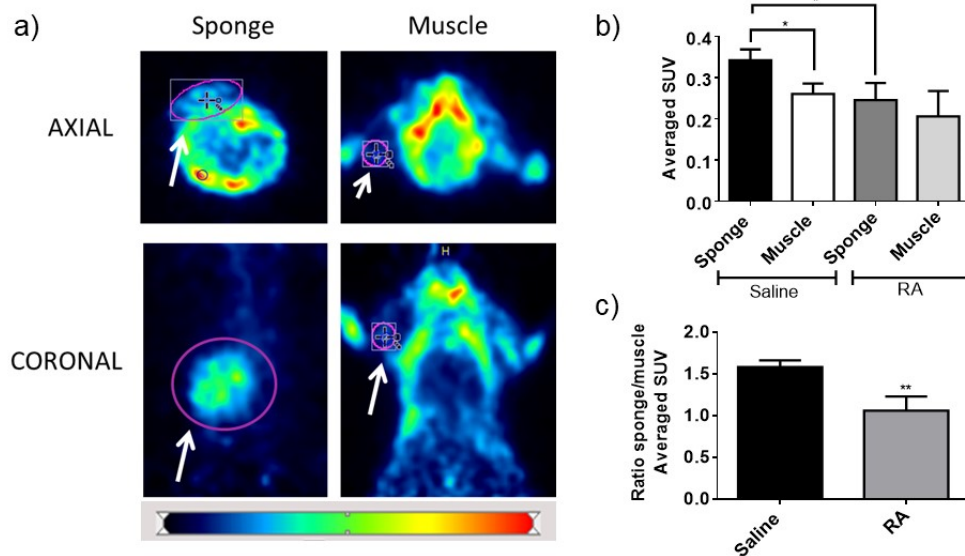 a)
Sponge
Muscle
AXIAL
CORONAL
H
b)
*
Averaged SUV
0.4
0.3
0.2
0.1
0.0
Sponge
Muscle
Sponge
Muscle
Saline
RA
c)
Ratio sponge/muscle
Averaged SUV
2.0
1.5
1.0
0.5
0.0
**
Saline
RA